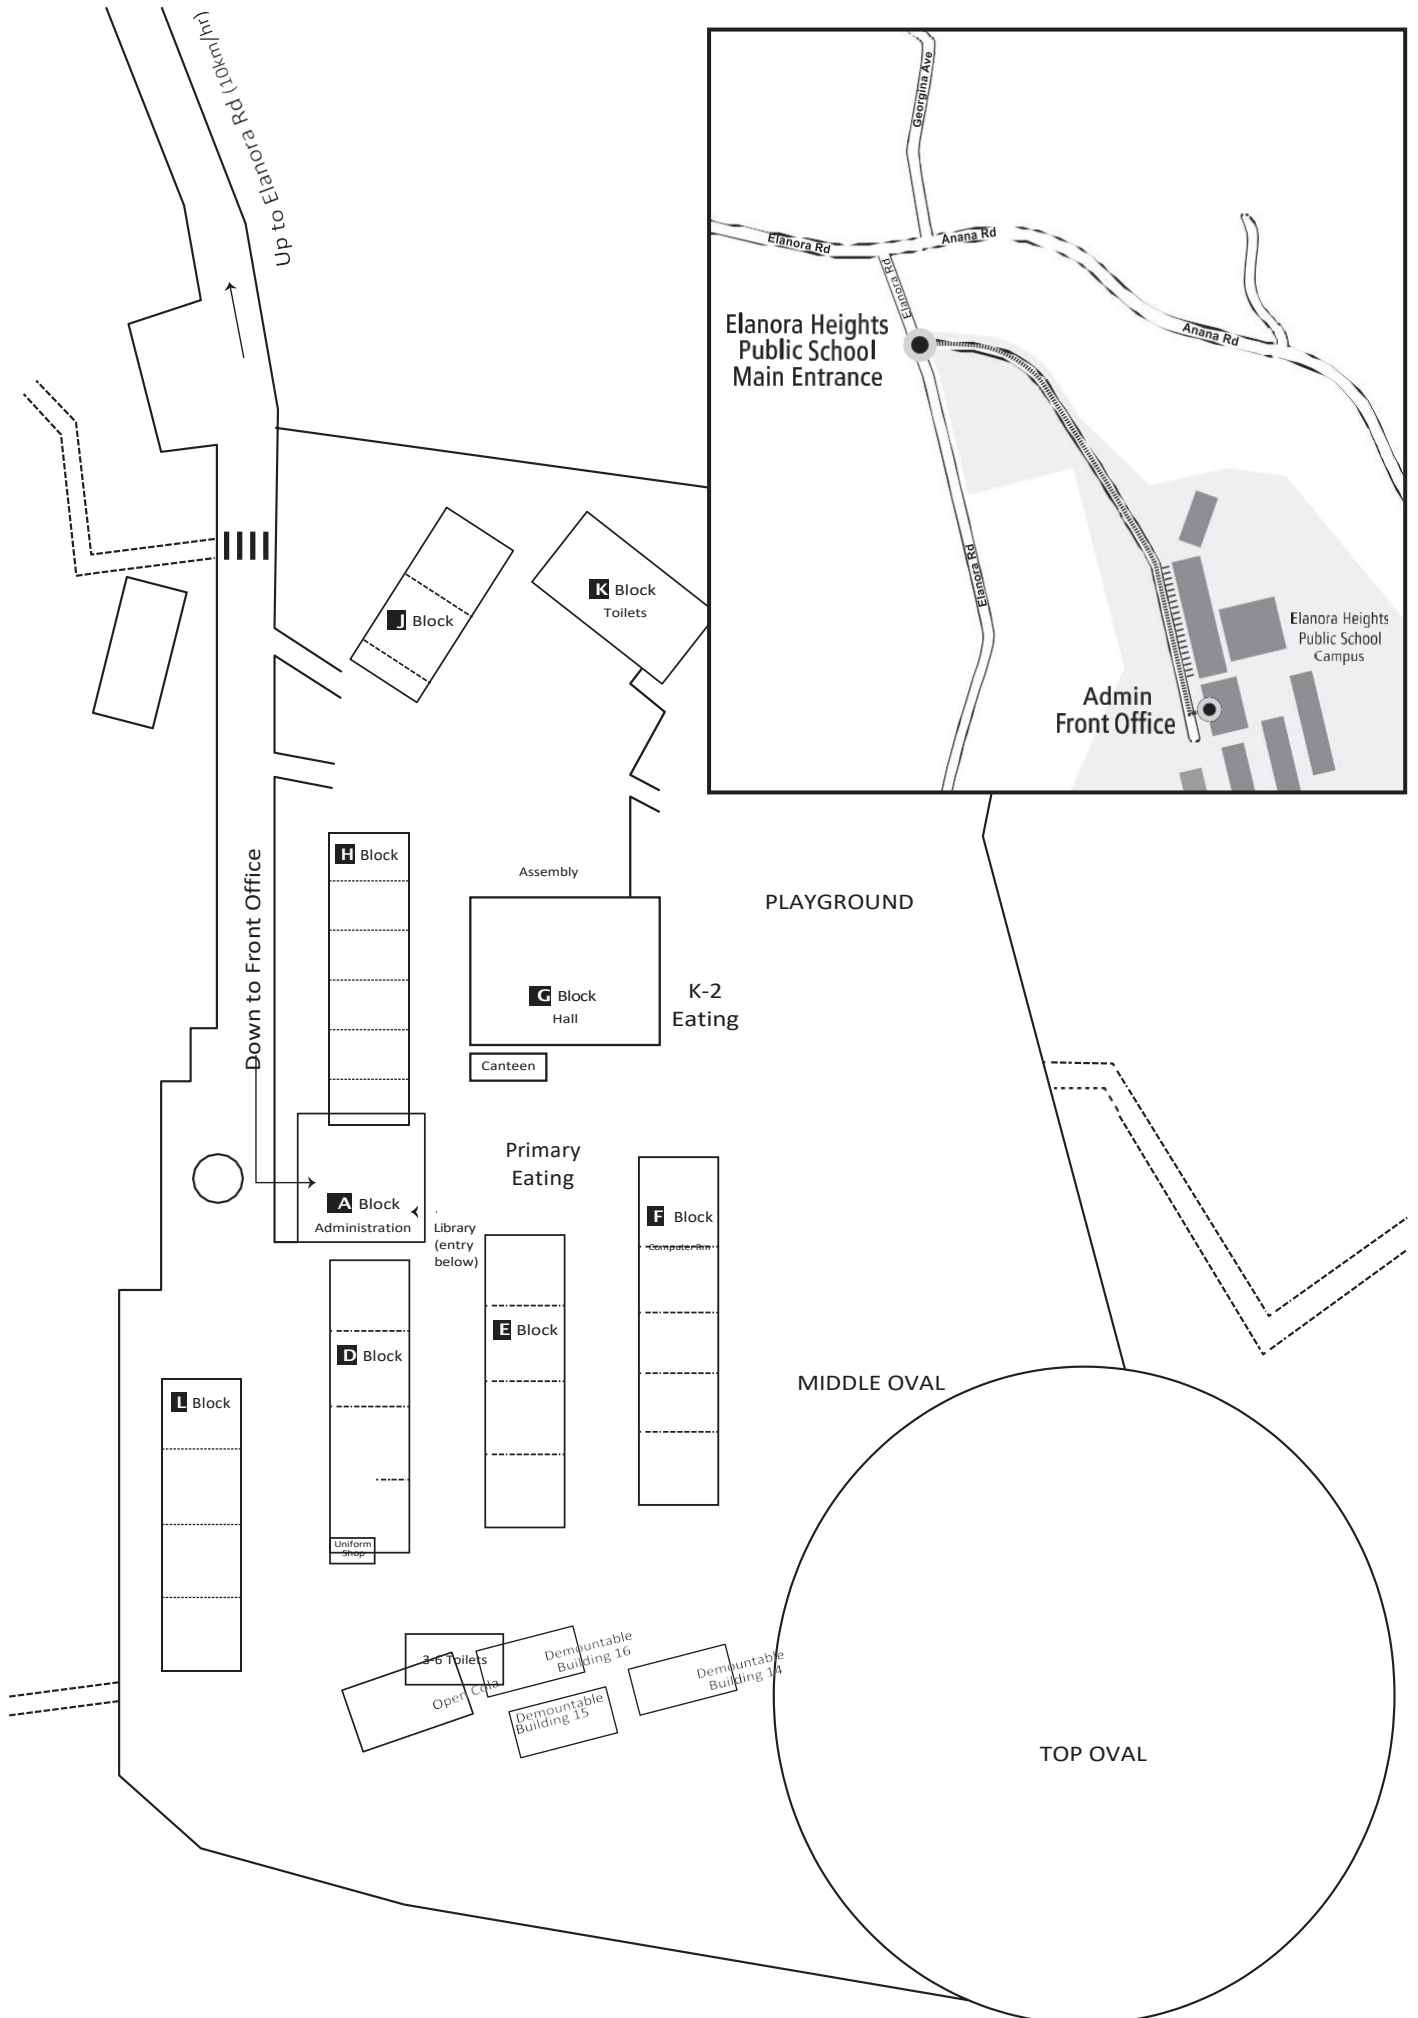 Up to Elanora Rd (10km/hr)
Georgina Ave
Elanora Rd
Anana Rd
Elanora Rd
Anana Rd
Elanora Heights
Public School
Main Entrance
Elanora Rd
Elanora Heights
Public School
Campus
Admin
Front Office
K Block
Toilets
J Block
H Block
Down to Front Office
Assembly
PLAYGROUND
G Block
Hall
K-2
Eating
Canteen
Primary
Eating
A Block
Administration
Library
(entry
below)
F Block
Computer Rm
E Block
D Block
MIDDLE OVAL
L Block
Uniform
Shop
3-6 Toilets
Open Cola
Demountable
Building 16
Demountable
Building 14
Demountable
Building 15
TOP OVAL